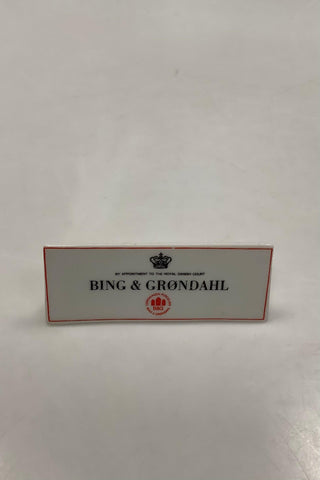 BY APPOINTMENT TO THE ROYAL DANISH COURT
BING & GRØNDAHL
B&G